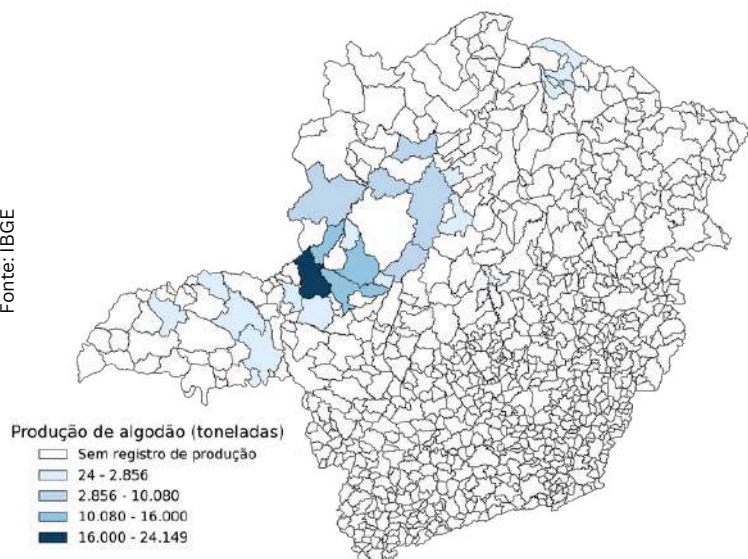 Fonte: IBGE
Produção de algodão (toneladas)
Sem registro de produção
24 - 2.856
2.856 - 10.080
10.080 - 16.000
16.000 - 24.149